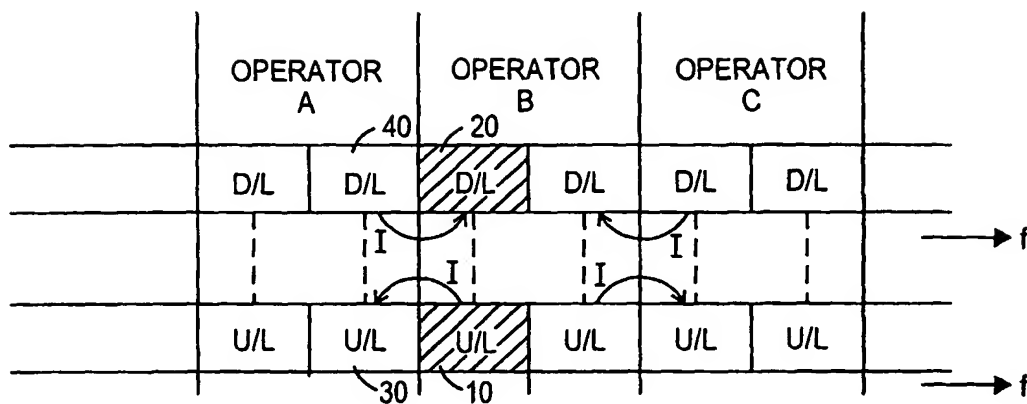 OPERATOR A
OPERATOR B
OPERATOR C
40
20
D/L D/L D/L D/L D/L D/L
I I
f
I I
U/L U/L U/L U/L U/L U/L
30 10
f